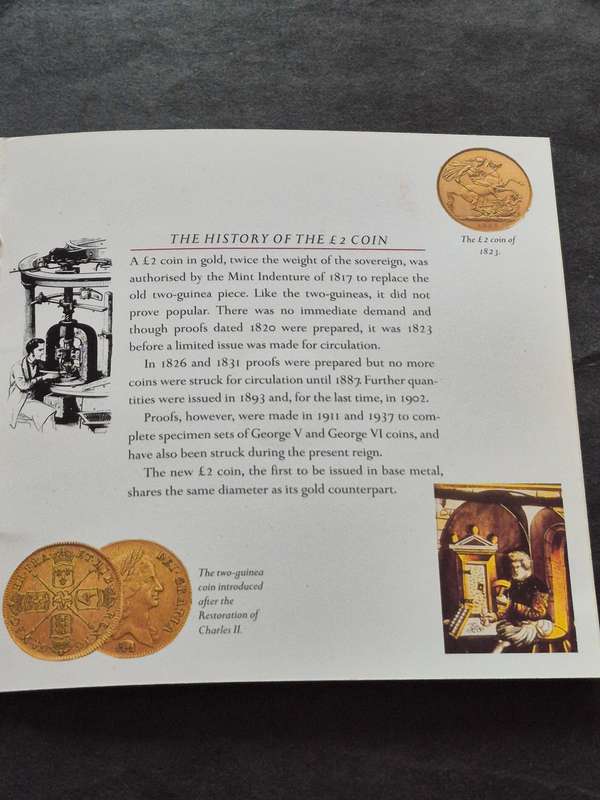 The £2 coin of
1823.
THE HISTORY OF THE £2 COIN
A £2 coin in gold, twice the weight of the sovereign, was
authorised by the Mint Indenture of 1817 to replace the
old two-guinea piece. Like the two-guineas, it did not
prove popular. There was no immediate demand and
though proofs dated 1820 were prepared, it was 1823
before a limited issue was made for circulation.
In 1826 and 1831 proofs were prepared but no more
coins were struck for circulation until 1887. Further quan-
tities were issued in 1893 and, for the last time, in 1902.
Proofs, however, were made in 1911 and 1937 to com-
plete specimen sets of George V and George VI coins, and
have also been struck during the present reign.
The new £2 coin, the first to be issued in base metal,
shares the same diameter as its gold counterpart.
The two-guinea
coin introduced
after the
Restoration of
Charles II.